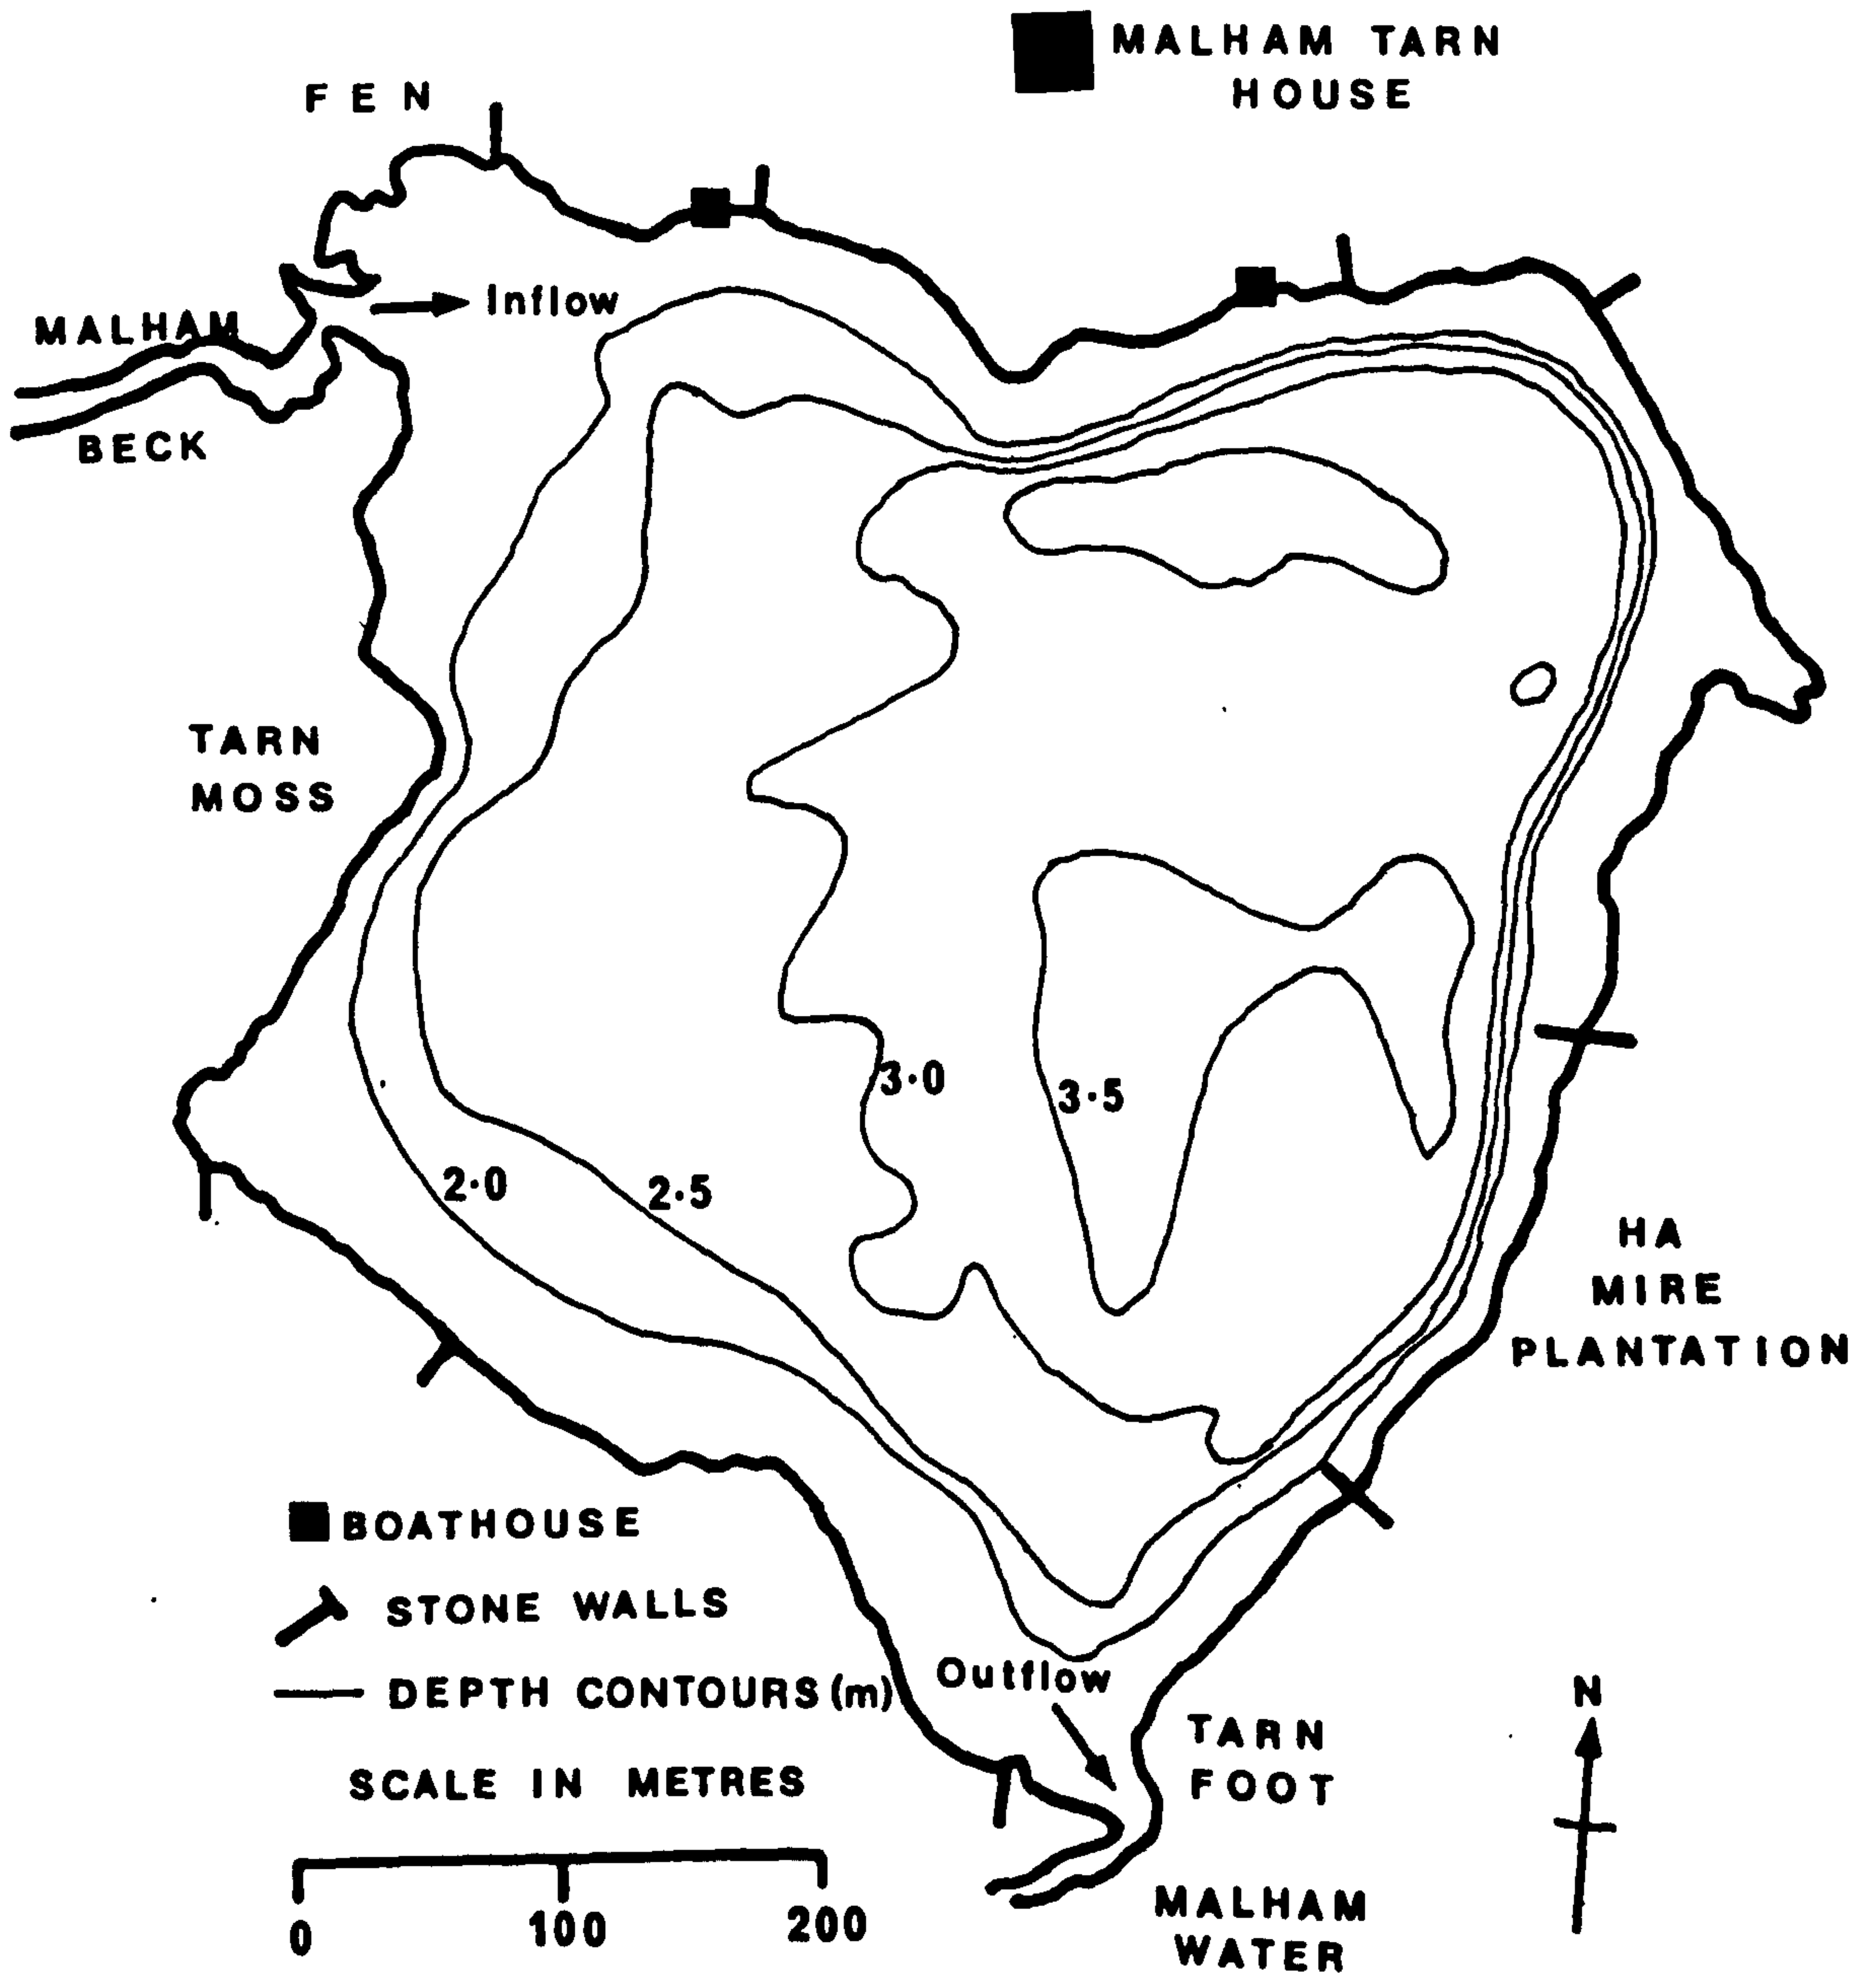 MALHAM TARN
HOUSE
FEN
Inflow
MALHAM
BECK
TARN
MOSS
3·0
3·5
2·0
2·5
HA
MIRE
PLANTATION
BOATHOUSE
STONE WALLS
DEPTH CONTOURS (m)
SCALE IN METRES
0
100
200
Outflow
TARN
FOOT
MALHAM
WATER
N